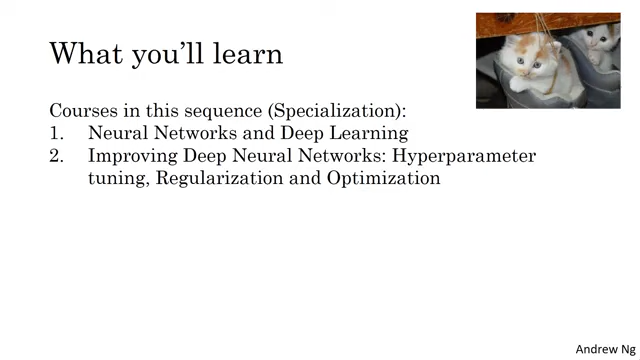 What you’ll learn
Courses in this sequence (Specialization):
1. Neural Networks and Deep Learning
2. Improving Deep Neural Networks: Hyperparameter
tuning, Regularization and Optimization
Andrew Ng